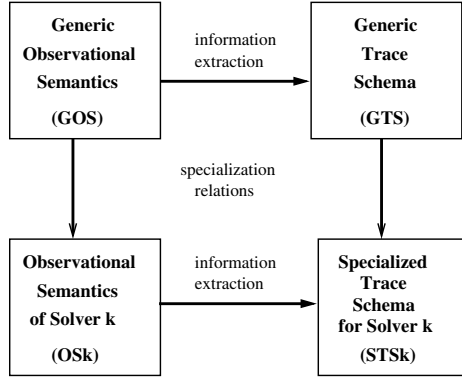 Generic
Observational
Semantics
(GOS)
information
extraction
Generic
Trace
Schema
(GTS)
specialization
relations
Observational
Semantics
of Solver k
(OSk)
information
extraction
Specialized
Trace
Schema
for Solver k
(STSk)